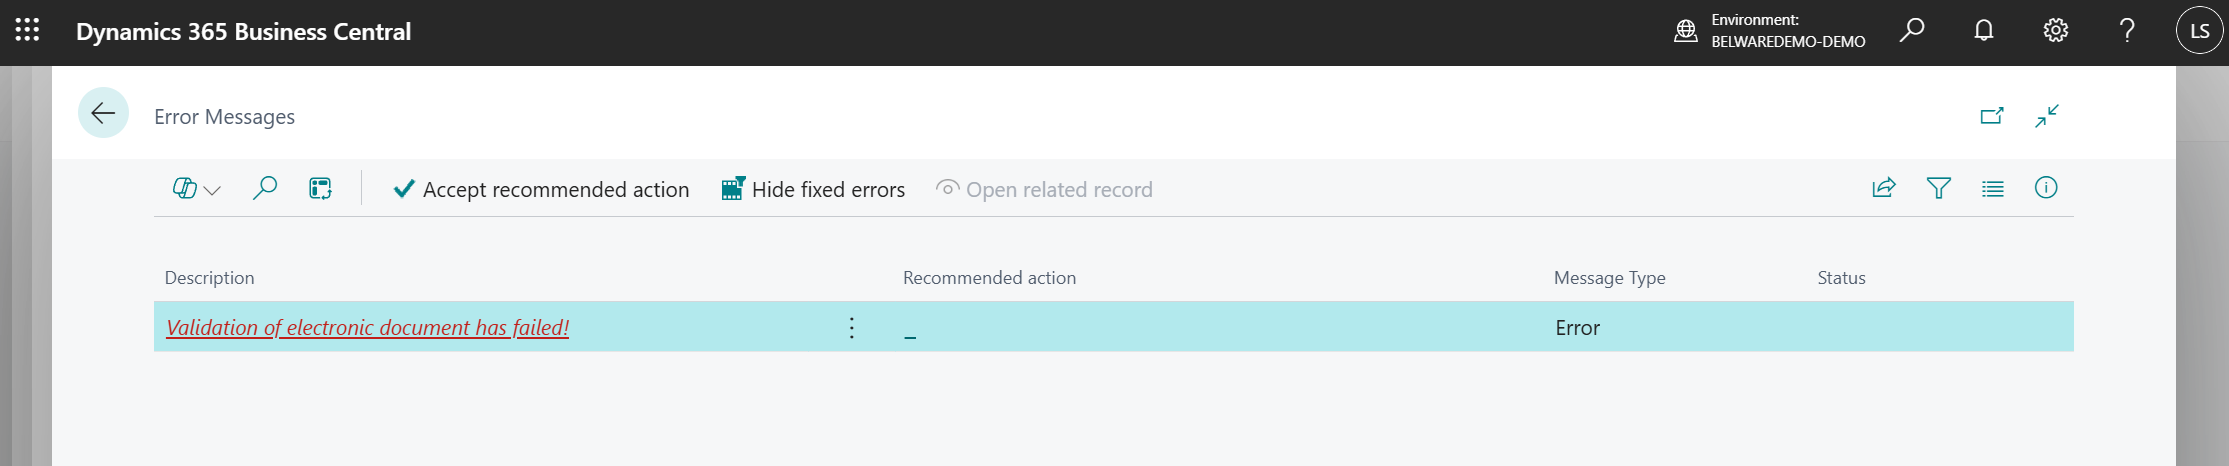 Dynamics 365 Business Central
Environment:
BELWAREDEMO-DEMO
LS
Error Messages
Accept recommended action
Hide fixed errors
Open related record
Description
Recommended action
Message Type
Status
Validation of electronic document has failed!
_
Error